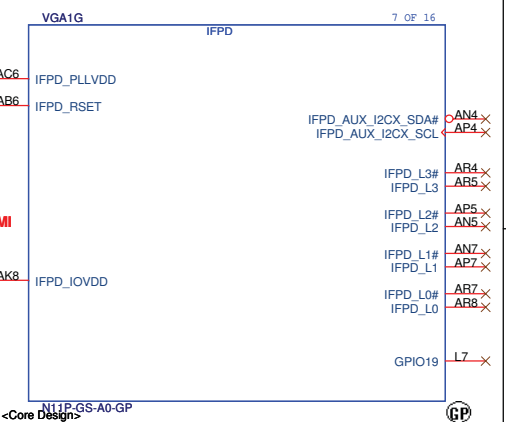 VGA1G 7 OF 16
IFPD
AC6 IFPD_PLLVDD
AB6 IFPD_RSET
IFPD_AUX_I2CX_SDA# AN4
IFPD_AUX_I2CX_SCL AP4
IFPD_L3# AR4
IFPD_L3 AR5
IFPD_L2# AP5
MI
IFPD_L2 AN5
IFPD_L1# AN7
IFPD_L1 AP7
AK8 IFPD_IOVDD
IFPD_L0# AR7
IFPD_L0 AR8
GPIO19 L7
N11P-GS-A0-GP
<Core Design>
GP